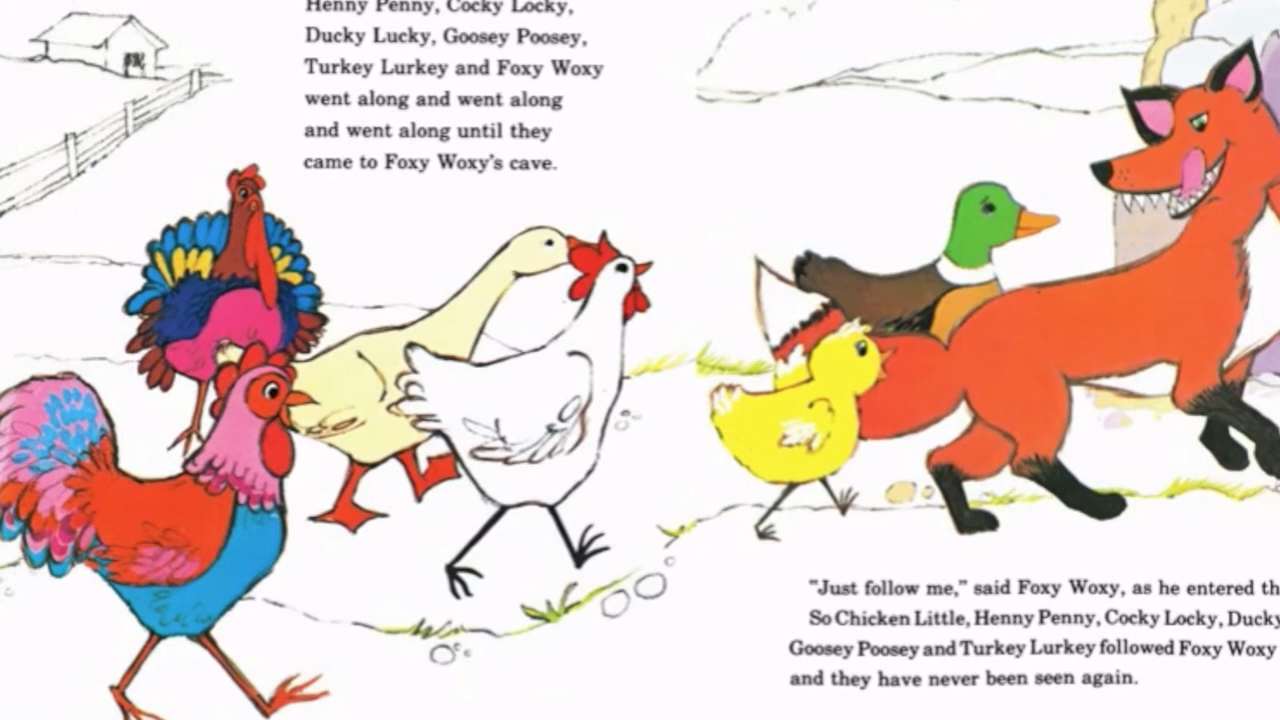 Henny Penny, Cocky Locky,
Ducky Lucky, Goosey Poosey,
Turkey Lurkey and Foxy Woxy
went along and went along
and went along until they
came to Foxy Woxy's cave.
"Just follow me," said Foxy Woxy, as he entered
So Chicken Little, Henny Penny, Cocky Locky, Ducky
Goosey Poosey and Turkey Lurkey followed Foxy Woxy
and they have never been seen again.